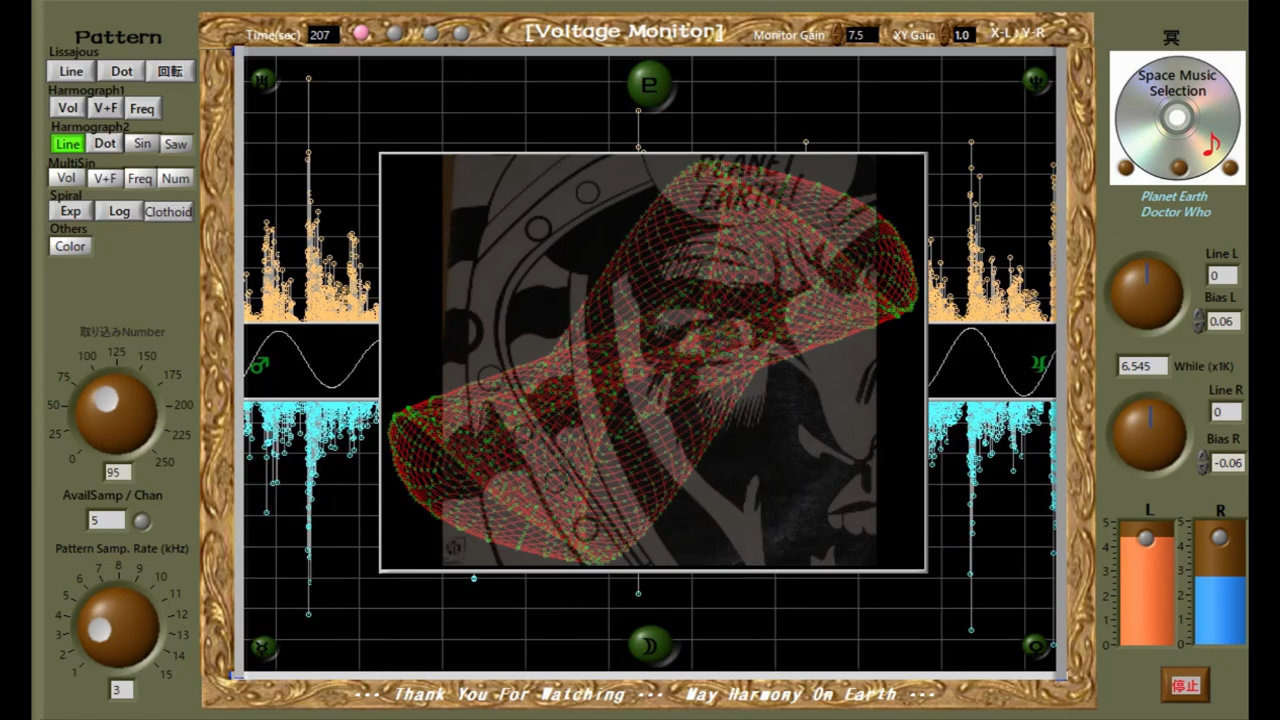 Pattern
Lissajous
Line Dot 回転
Harmograph1
Vol V+F Freq
Harmograph2
Line Dot Sin Saw
MultiSin
Vol V+F Freq Num
Spiral
Exp Log Clothoid
Others
Color
取り込みNumber
0 25 50 75 100 125 150 175 200 225 250
95
AvailSamp / Chan
5
Pattern Samp. Rate (kHz)
1 2 3 4 5 6 7 8 9 10 11 12 13 14 15
3
Time(sec) 207 [Voltage Monitor] Monitor Gain 7.5 XY Gain 1.0 X-L / Y-R
♅ ♇ ♆
PLANET
EARTH
♂ ♃
♉ ☽
--- Thank You For Watching --- May Harmony On Earth ---
冥
Space Music
Selection
Planet Earth
Doctor Who
Line L
0
Bias L
0.06
6.545 While (x1K)
Line R
0
Bias R
-0.06
L R
5 4 3 2 1 0
5 4 3 2 1 0
停止